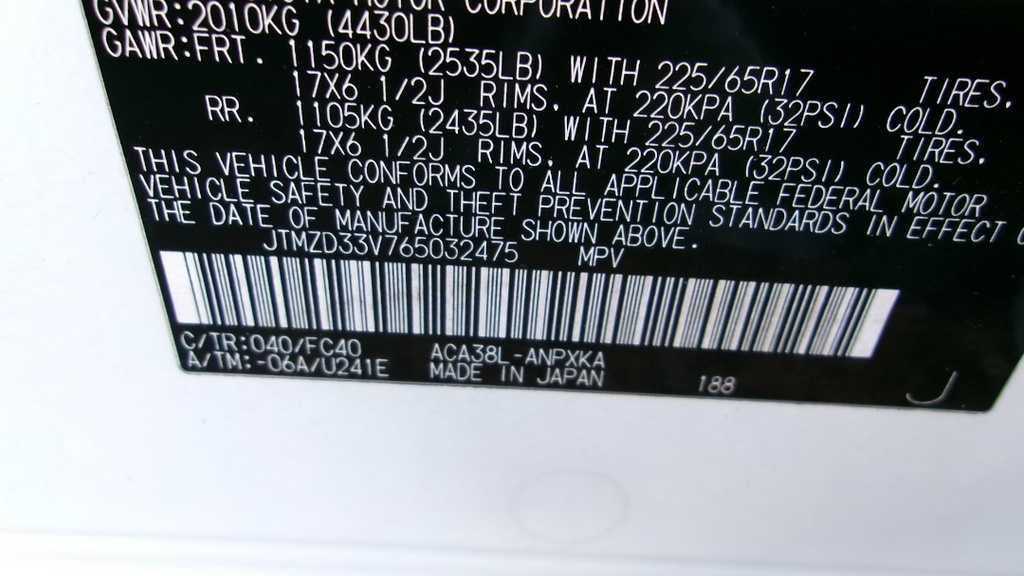 MOTOR CORPORATION
GVWR:2010KG (4430LB)
GAWR:FRT. 1150KG (2535LB) WITH 225/65R17 TIRES.
17X6 1/2J RIMS, AT 220KPA (32PSI) COLD.
RR. 1105KG (2435LB) WITH 225/65R17 TIRES.
17X6 1/2J RIMS, AT 220KPA (32PSI) COLD.
THIS VEHICLE CONFORMS TO ALL APPLICABLE FEDERAL MOTOR
VEHICLE SAFETY AND THEFT PREVENTION STANDARDS IN EFFECT
THE DATE OF MANUFACTURE SHOWN ABOVE.
JTMZD33V765032475 MPV
C/TR:040/FC40 ACA38L-ANPXKA
A/TM:-06A/U241E MADE IN JAPAN 188 J